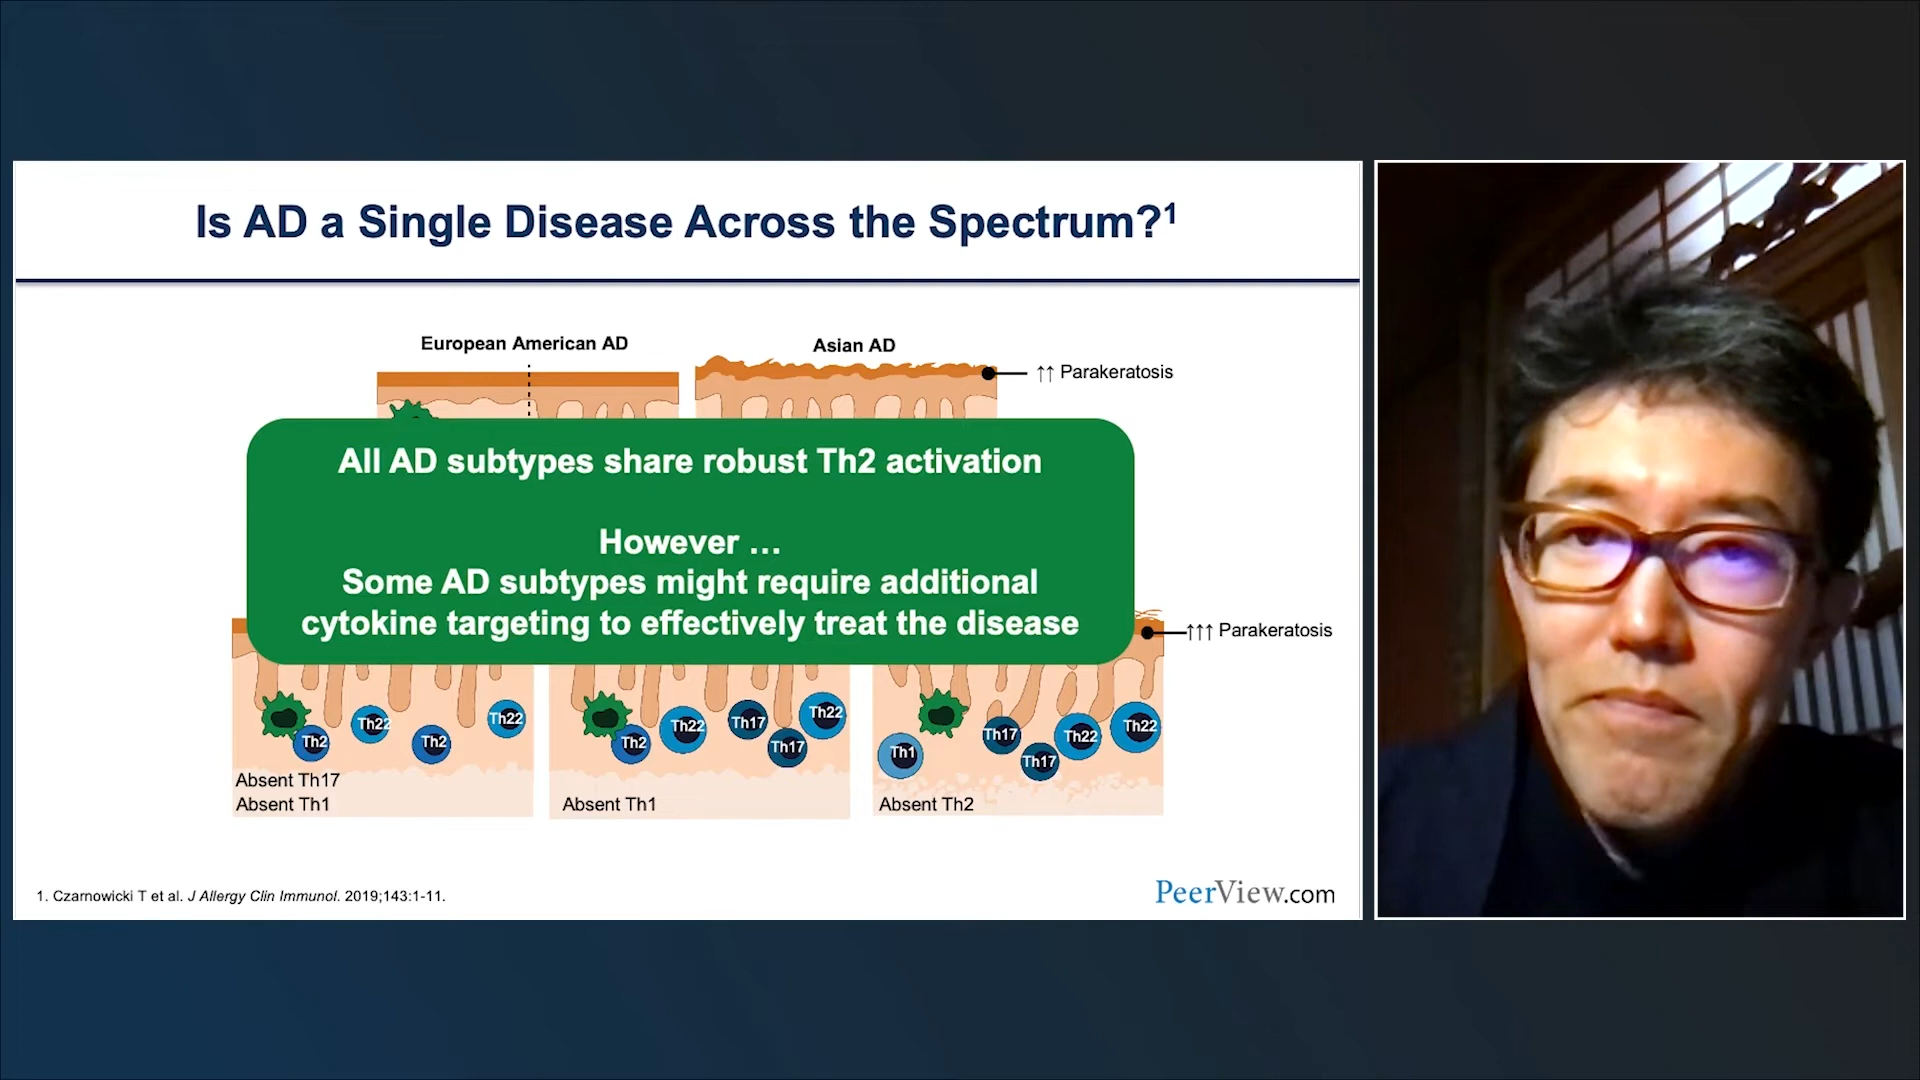 Is AD a Single Disease Across the Spectrum?¹
European American AD
Asian AD
↑↑ Parakeratosis
All AD subtypes share robust Th2 activation
However ...
Some AD subtypes might require additional
cytokine targeting to effectively treat the disease
↑↑↑ Parakeratosis
Th2
Th22
Th2
Th22
Absent Th17
Absent Th1
Th2
Th22
Th17
Th17
Th22
Absent Th1
Th1
Th17
Th17
Th22
Th22
Absent Th2
1. Czarnowicki T et al. J Allergy Clin Immunol. 2019;143:1-11.
PeerView.com